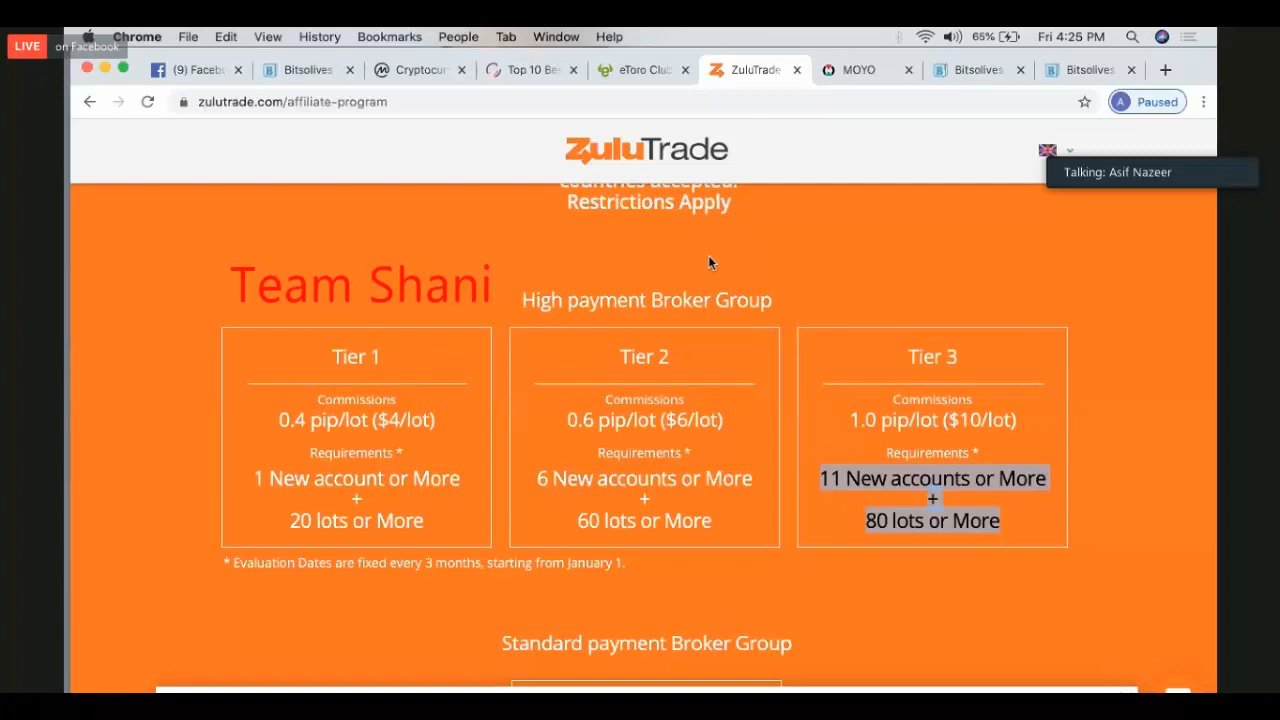 LIVE on Facebook
Chrome File Edit View History Bookmarks People Tab Window Help 65% Fri 4:25 PM
(9) Faceb Bitsolves Cryptocur Top 10 Be eToro Club ZuluTrade MOYO Bitsolives Bitsolives
zulutrade.com/affiliate-program A Paused
ZuluTrade
Talking: Asif Nazeer
countries accepted.
Restrictions Apply
Team Shani
High payment Broker Group
Tier 1
Commissions
0.4 pip/lot ($4/lot)
Requirements *
1 New account or More
+
20 lots or More
Tier 2
Commissions
0.6 pip/lot ($6/lot)
Requirements *
6 New accounts or More
+
60 lots or More
Tier 3
Commissions
1.0 pip/lot ($10/lot)
Requirements *
11 New accounts or More
+
80 lots or More
* Evaluation Dates are fixed every 3 months, starting from January 1.
Standard payment Broker Group